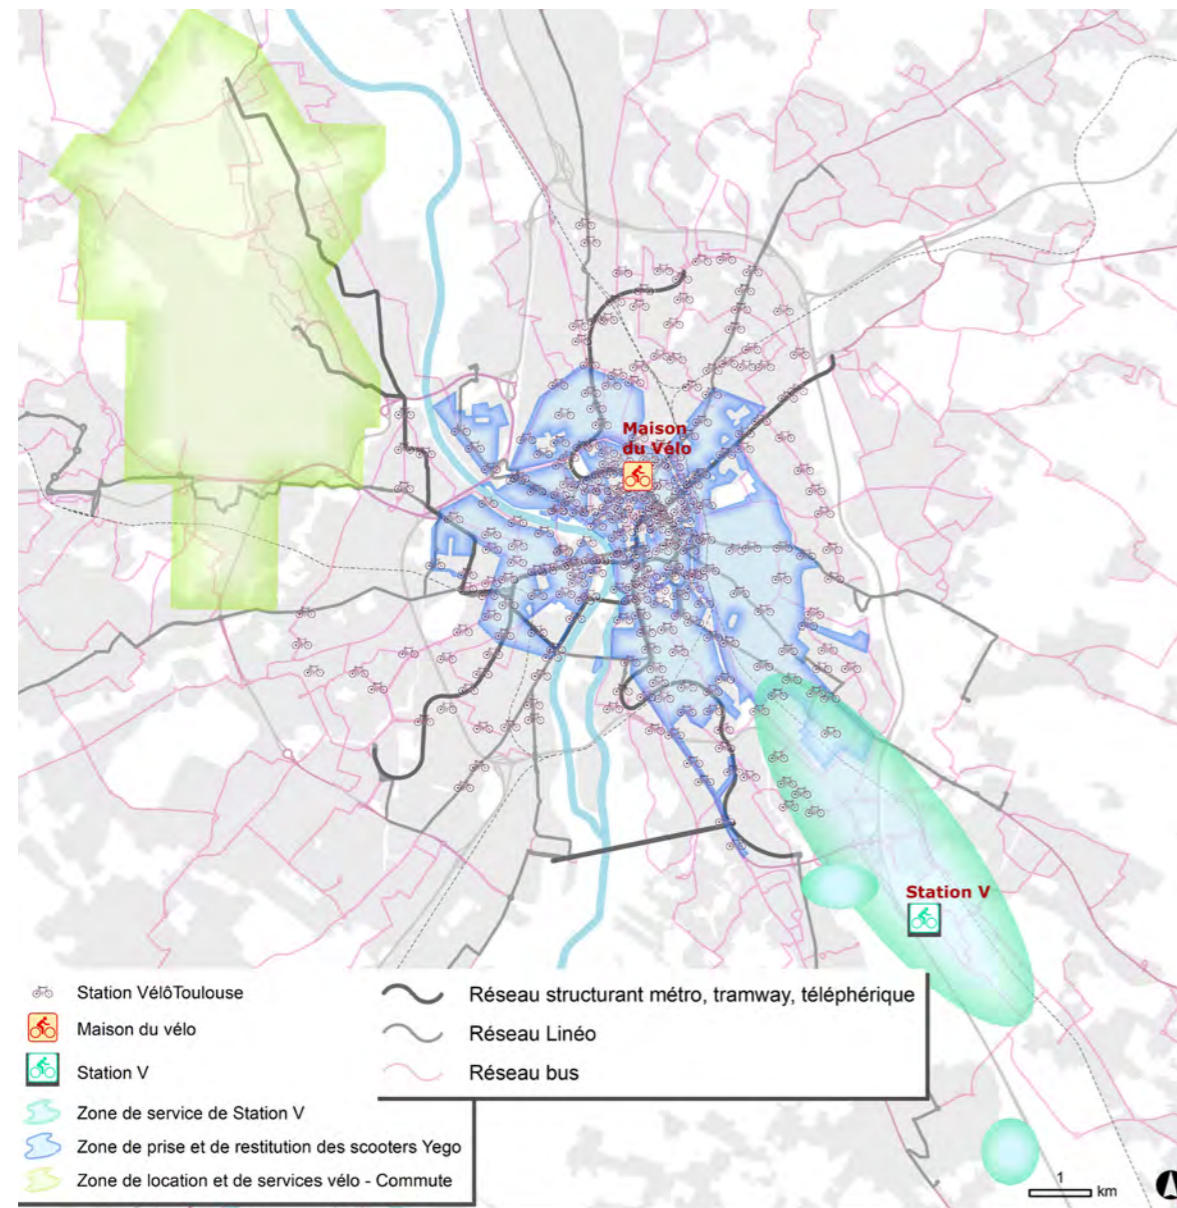 Maison
du Vélo
Station V
Station VélôToulouse
Maison du vélo
Station V
Zone de service de Station V
Zone de prise et de restitution des scooters Yego
Zone de location et de services vélo - Commute
Réseau structurant métro, tramway, téléphérique
Réseau Linéo
Réseau bus
1
km